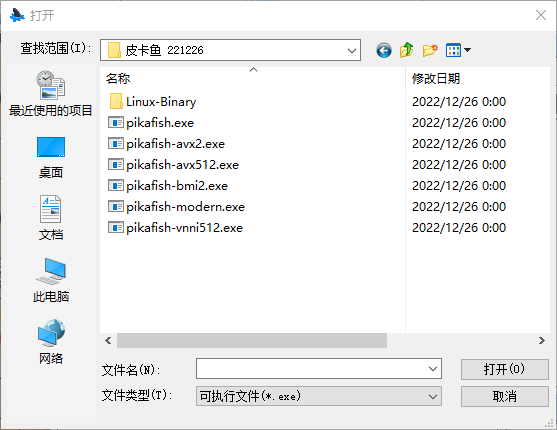 打开
查找范围(I):
皮卡鱼 221226
最近使用的项目
桌面
文档
此电脑
网络
名称
修改日期
Linux-Binary
2022/12/26 0:00
pikafish.exe
2022/12/26 0:00
pikafish-avx2.exe
2022/12/26 0:00
pikafish-avx512.exe
2022/12/26 0:00
pikafish-bmi2.exe
2022/12/26 0:00
pikafish-modern.exe
2022/12/26 0:00
pikafish-vnni512.exe
2022/12/26 0:00
文件名(N):
打开(O)
文件类型(T):
可执行文件(*.exe)
取消